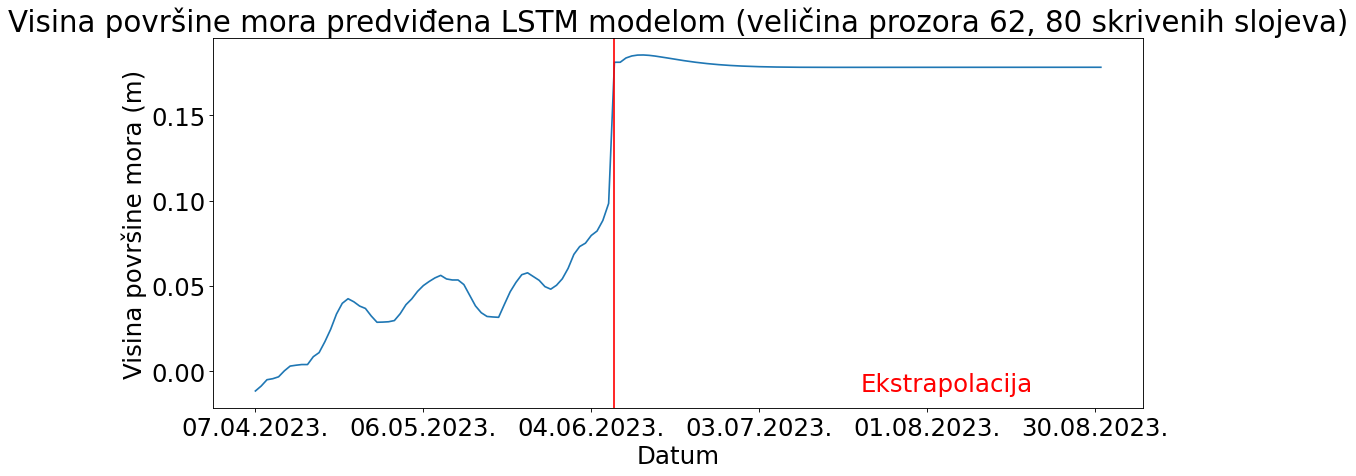 Visina površine mora predviđena LSTM modelom (veličina prozora 62, 80 skrivenih slojeva)
Visina površine mora (m)
0.15
0.10
0.05
0.00
Ekstrapolacija
07.04.2023. 06.05.2023. 04.06.2023. 03.07.2023. 01.08.2023. 30.08.2023.
Datum